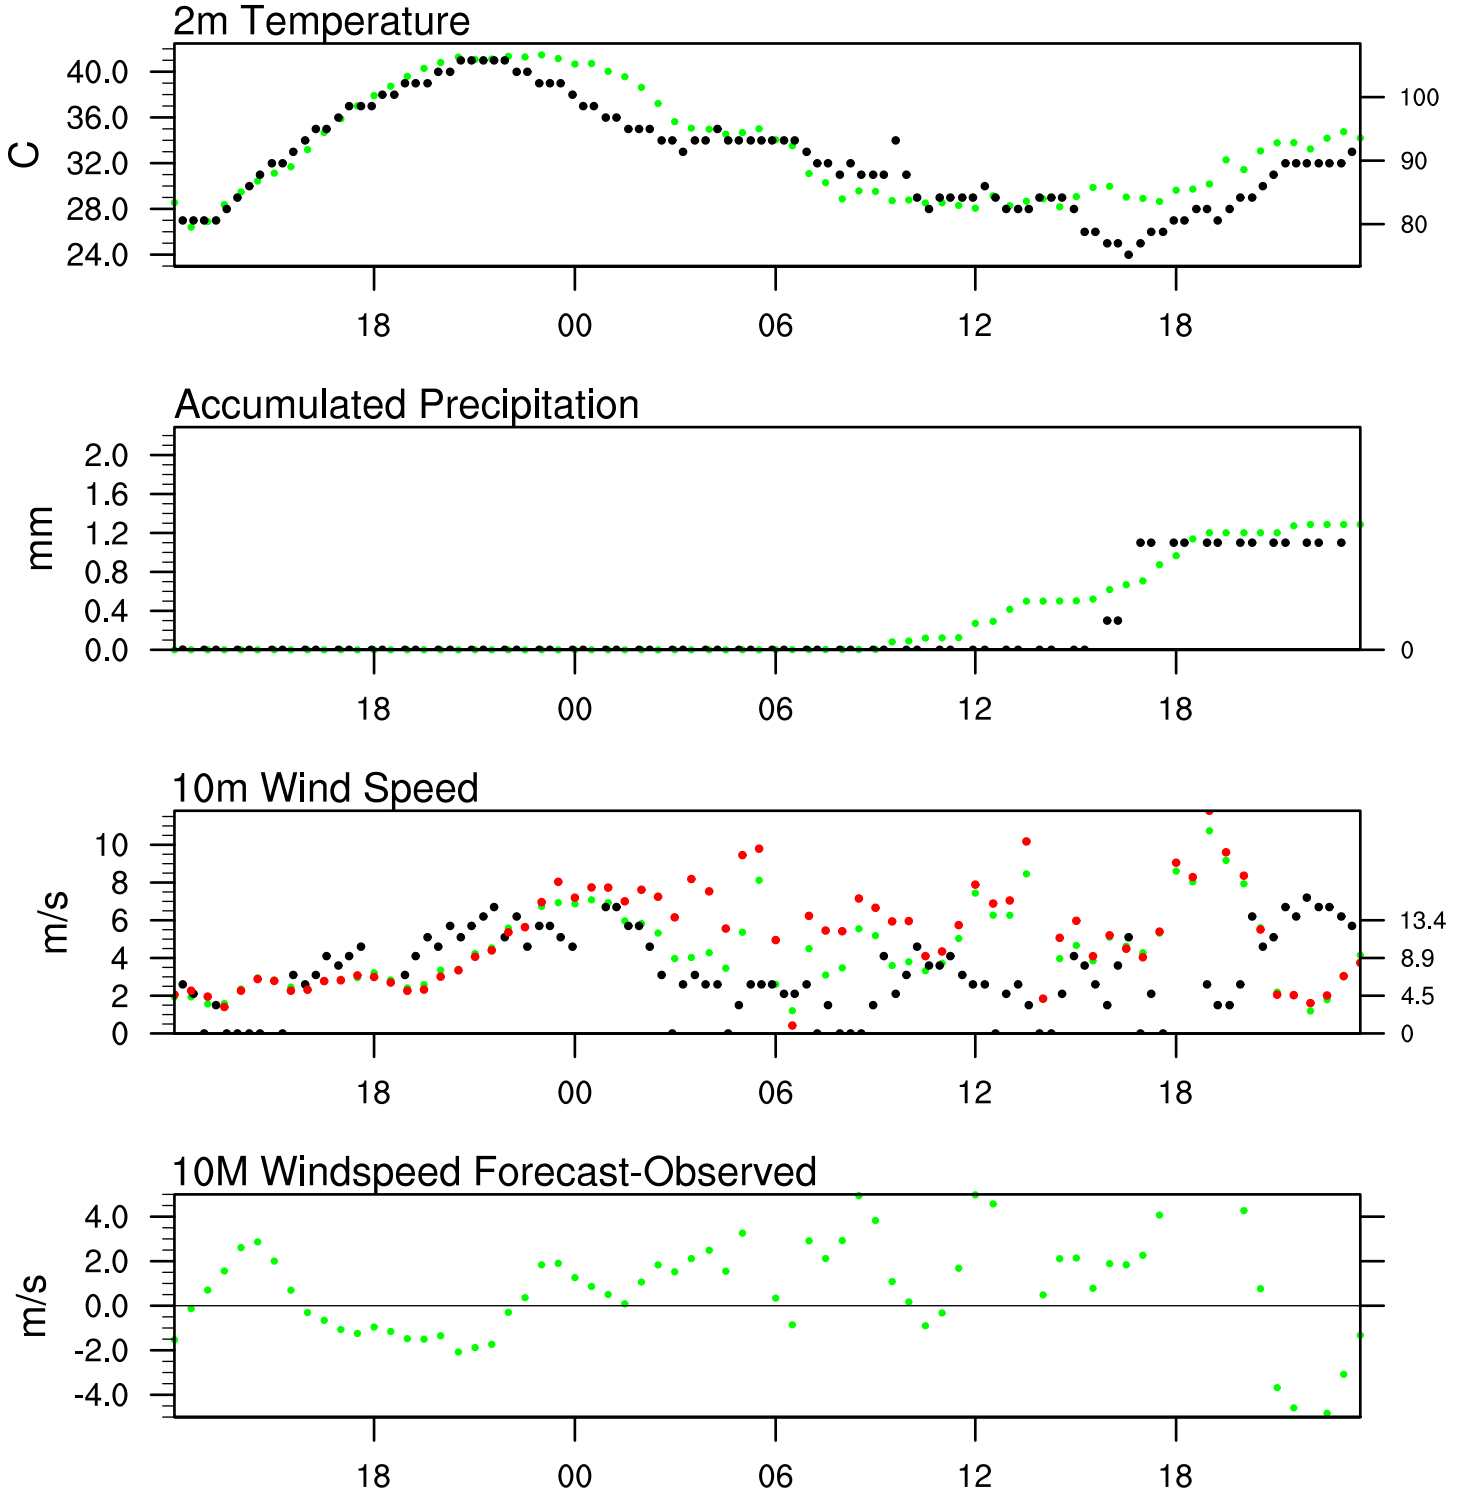 2m Temperature
40.0
36.0
32.0
28.0
24.0
C
100
90
80
18 00 06 12 18
Accumulated Precipitation
2.0
1.6
1.2
0.8
0.4
0.0
mm
0
18 00 06 12 18
10m Wind Speed
10
8
6
4
2
0
m/s
13.4
8.9
4.5
0
18 00 06 12 18
10M Windspeed Forecast-Observed
4.0
2.0
0.0
-2.0
-4.0
m/s
18 00 06 12 18